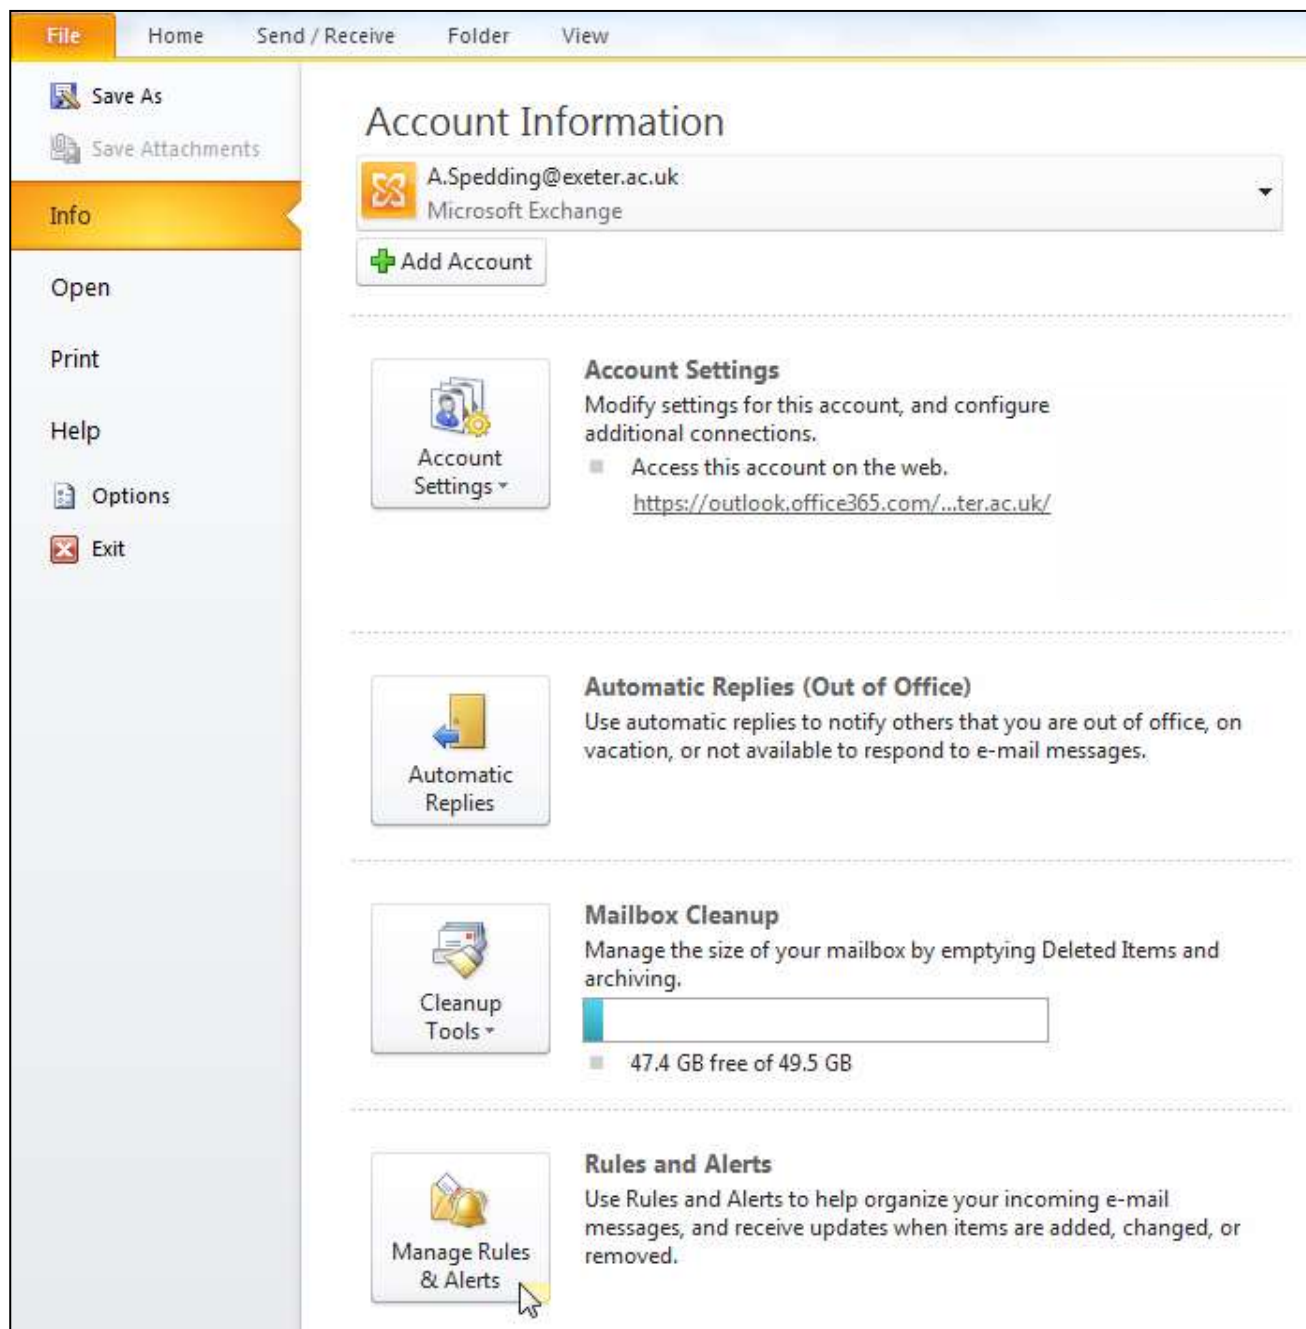 File Home Send / Receive Folder View
Save As
Save Attachments
Info
Open
Print
Help
Options
Exit
Account Information
A.Spedding@exeter.ac.uk
Microsoft Exchange
Add Account
Account
Settings
Account Settings
Modify settings for this account, and configure
additional connections.
Access this account on the web.
https://outlook.office365.com/...ter.ac.uk/
Automatic
Replies
Automatic Replies (Out of Office)
Use automatic replies to notify others that you are out of office, on
vacation, or not available to respond to e-mail messages.
Cleanup
Tools
Mailbox Cleanup
Manage the size of your mailbox by emptying Deleted Items and
archiving.
47.4 GB free of 49.5 GB
Manage Rules
& Alerts
Rules and Alerts
Use Rules and Alerts to help organize your incoming e-mail
messages, and receive updates when items are added, changed, or
removed.